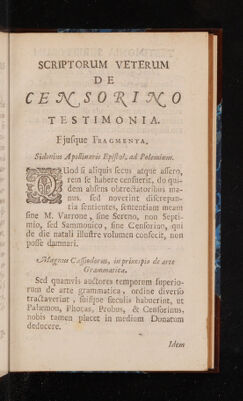 SCRIPTORUM VETERUM
DE
CENSORINO
TESTIMONIA.
Ejusque FRAGMENTA,
Sidonius Apollinaris Epistol. ad Polemium.
QUod si aliquis secus atque assero,
rem se habere censuerit, do qui-
dem absens obtrectatoribus ma-
nus. sed noverint discrepan-
tia sentientes, sententiam meam
sine M. Varrone, sine Sereno, non Septi-
mio, sed Sammonico, sine Censorino, qui
de die natali illustre volumen confecit, non
posse damnari.
Magnus Cassiodorus, in principio de arte
Grammatica.
Sed quamvis auctores temporum superio-
rum de arte grammatica, ordine diverso
tractaverint, suisque seculis habuerint, ut
Palæmon, Phocas, Probus, & Censorinus,
nobis tamen placet in medium Donatum
deducere.
Idem